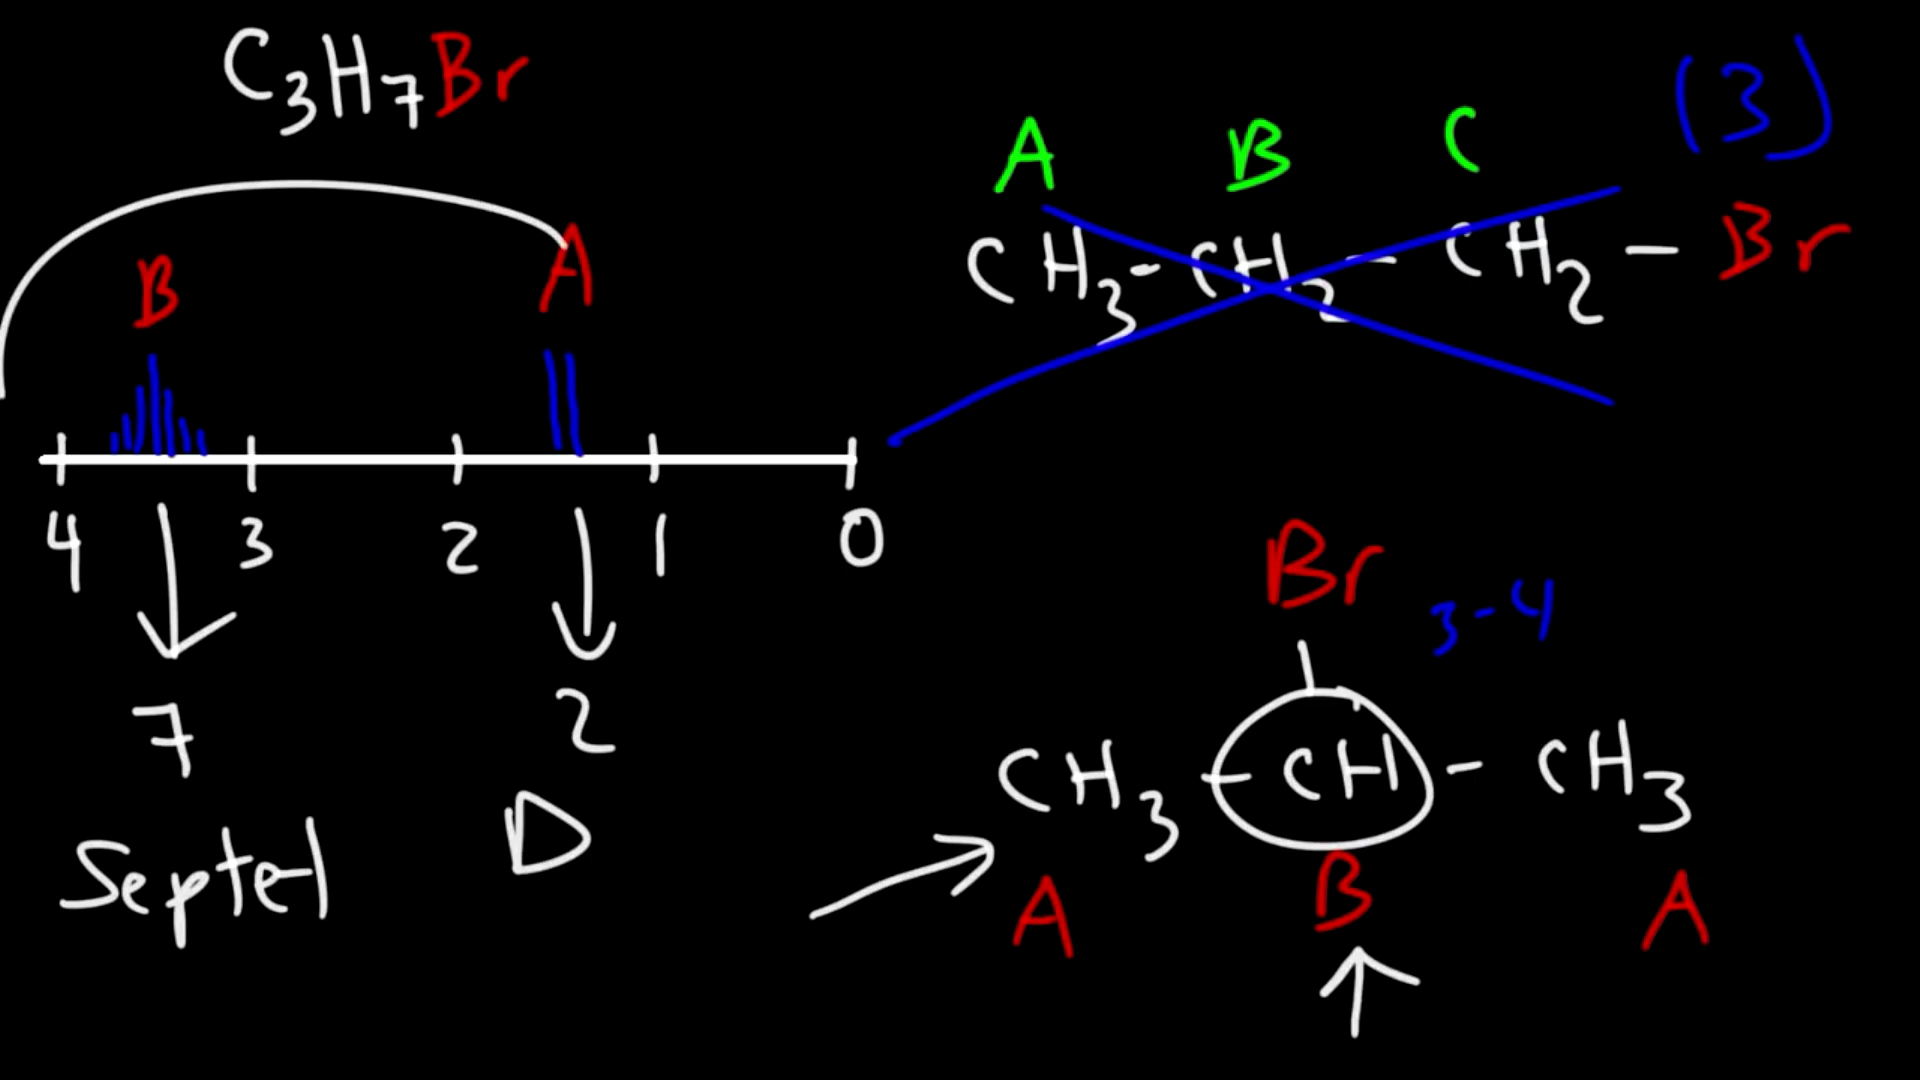 C₃H₇Br
A B C (3)
CH₃-CH₂-CH₂-Br
B A
4 3 2 1 0
7 2
Septet D
Br 3-4
CH₃-CH-CH₃
A B A